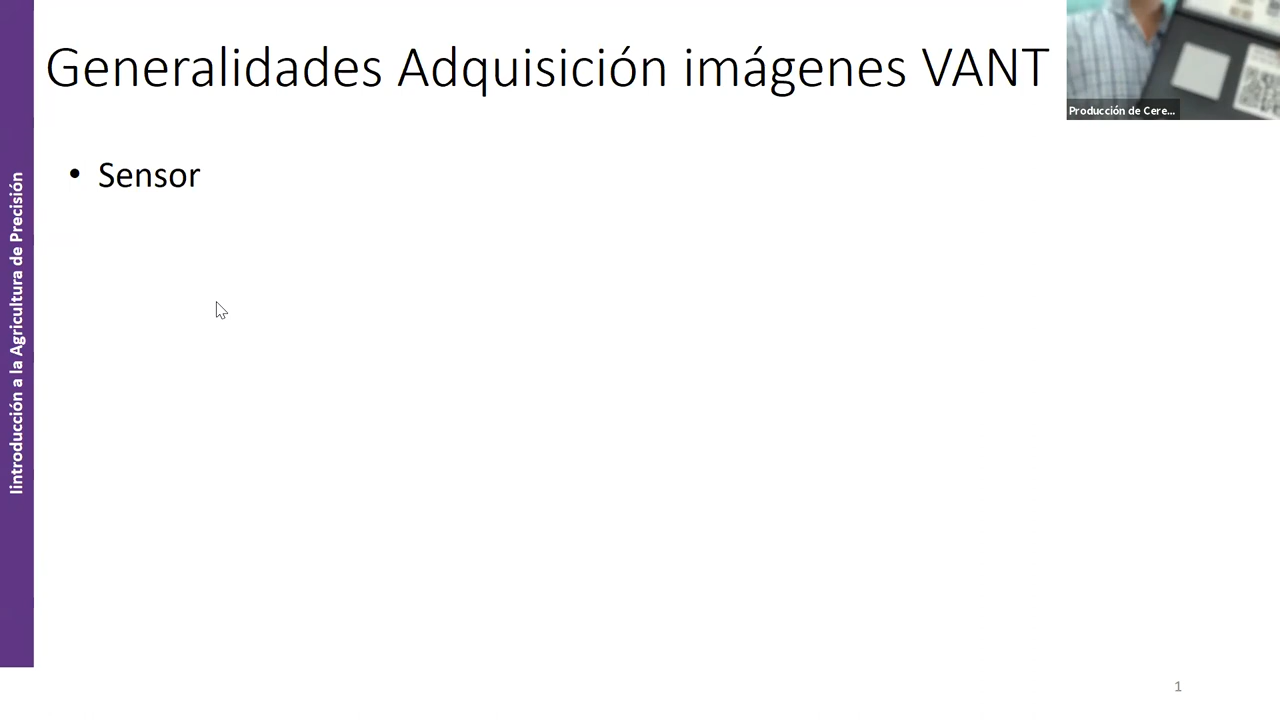 Generalidades Adquisición imágenes VANT
Producción de Cere...
• Sensor
Iintroducción a la Agricultura de Precisión
1